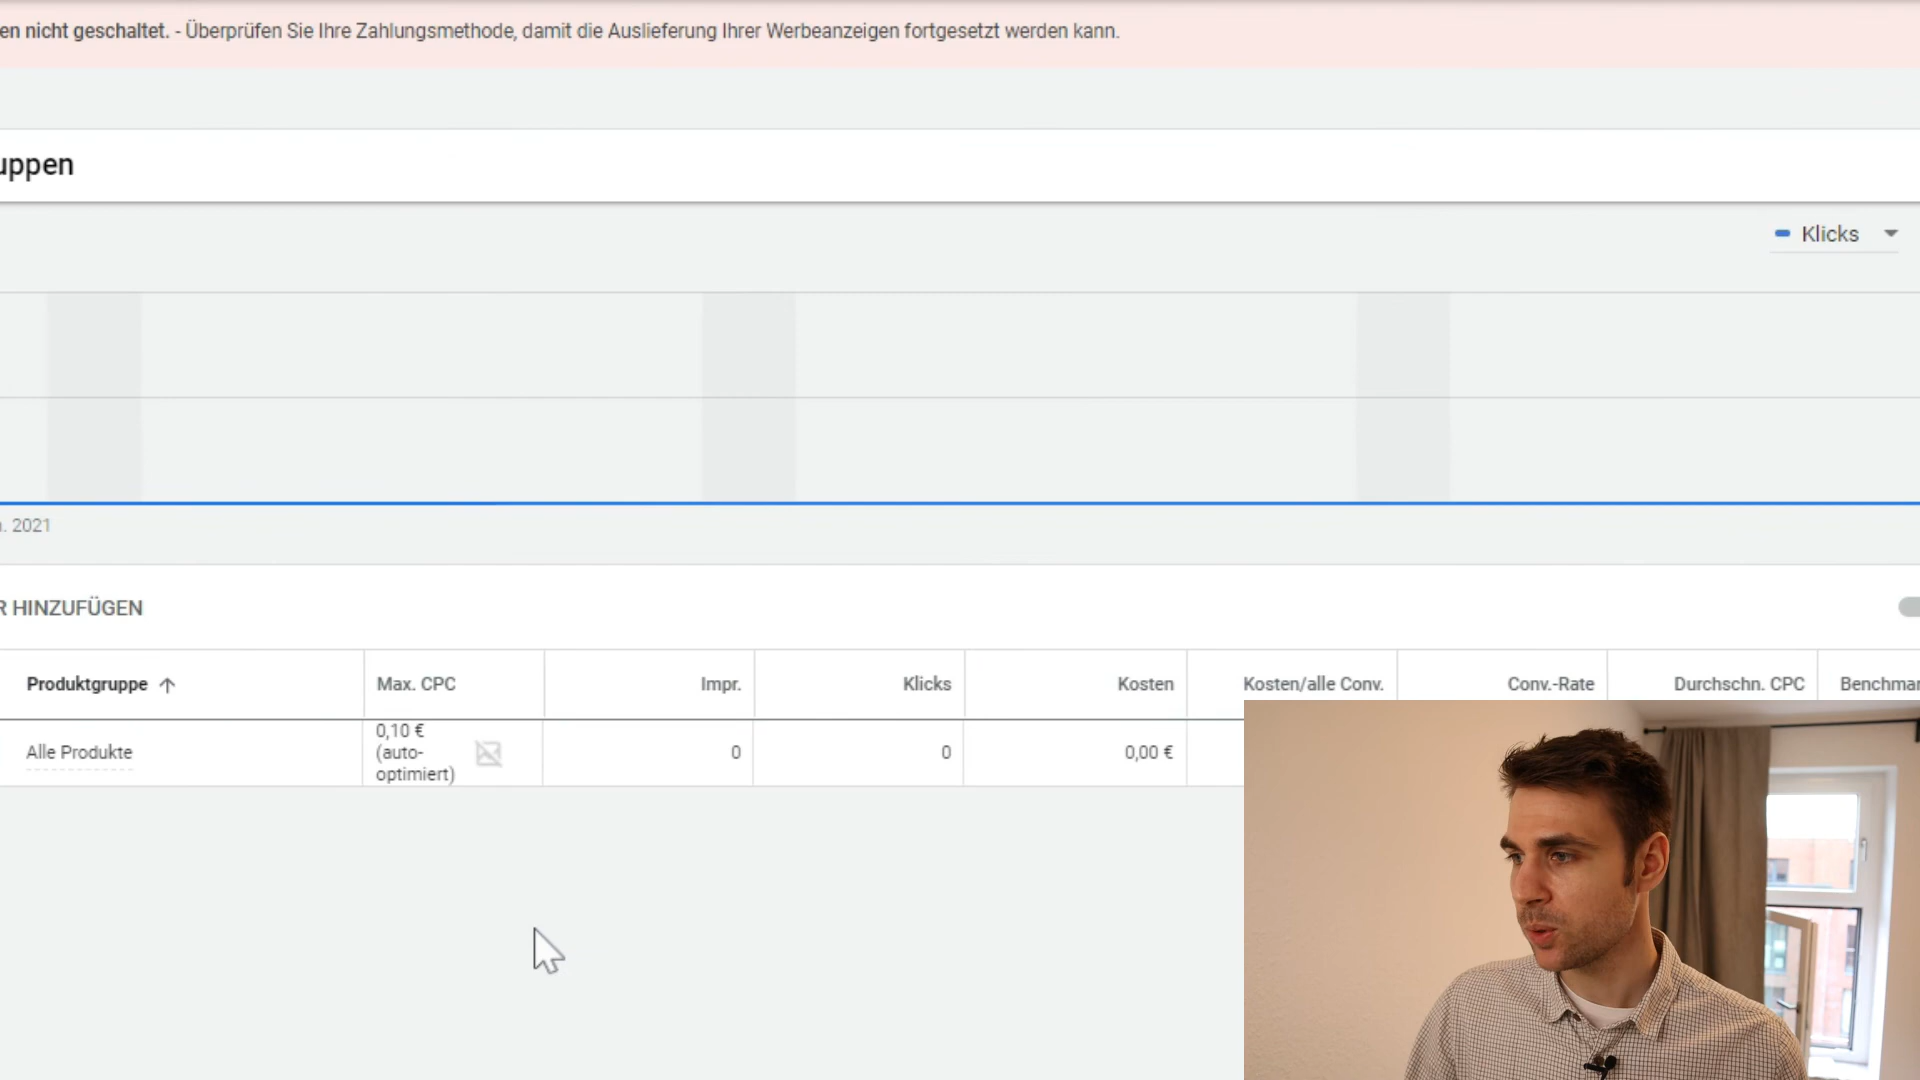 en nicht geschaltet. - Überprüfen Sie Ihre Zahlungsmethode, damit die Auslieferung Ihrer Werbeanzeigen fortgesetzt werden kann.
uppen
Klicks
. 2021
R HINZUFÜGEN
Produktgruppe Max. CPC Impr. Klicks Kosten Kosten/alle Conv. Conv.-Rate Durchschn. CPC Benchmar
Alle Produkte 0,10 € (auto-optimiert) 0 0 0,00 €